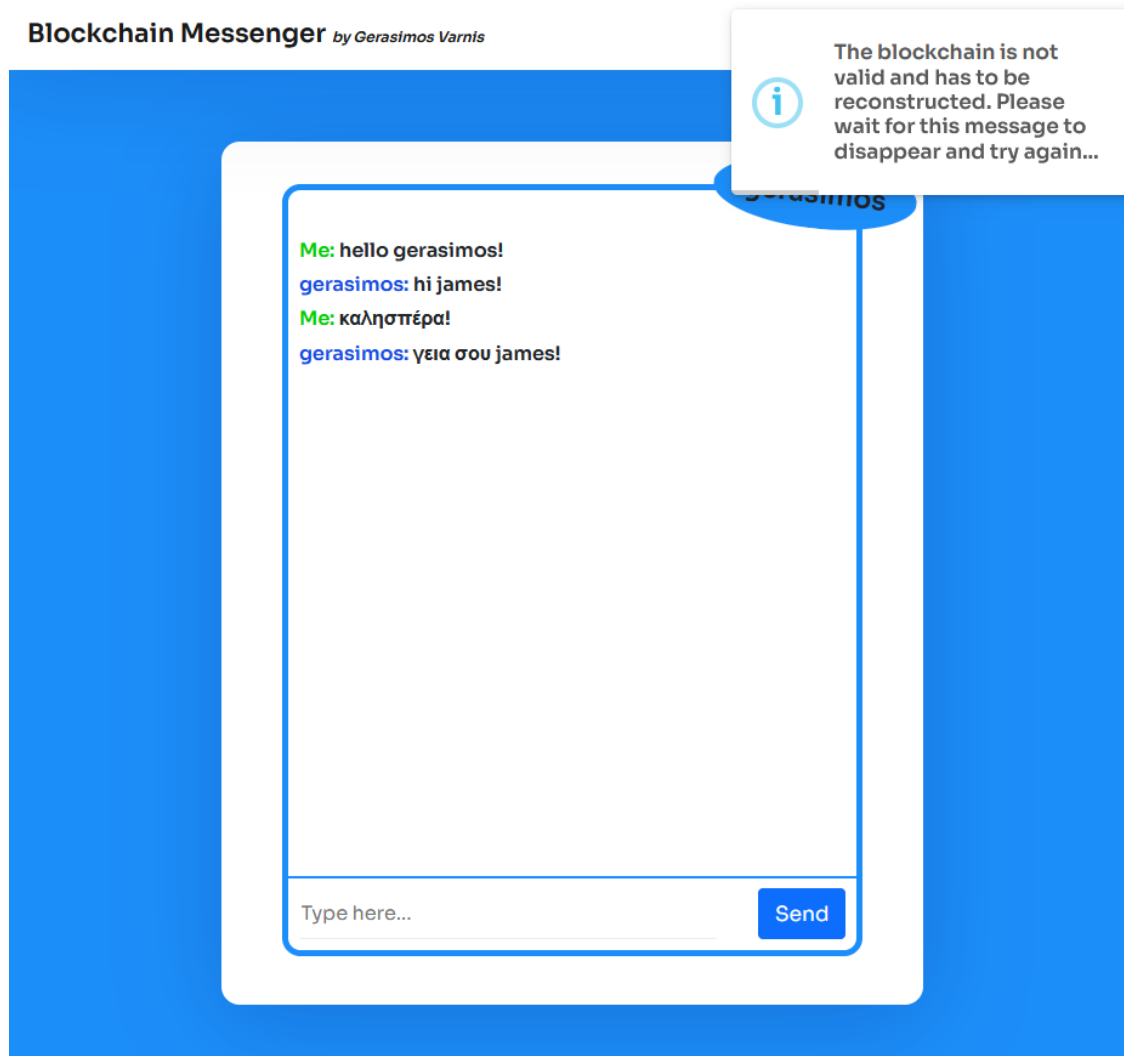 Blockchain Messenger by Gerasimos Varnis
The blockchain is not
valid and has to be
reconstructed. Please
wait for this message to
disappear and try again...
gerasimos
Me: hello gerasimos!
gerasimos: hi james!
Me: καλησπέρα!
gerasimos: γεια σου james!
Type here...
Send